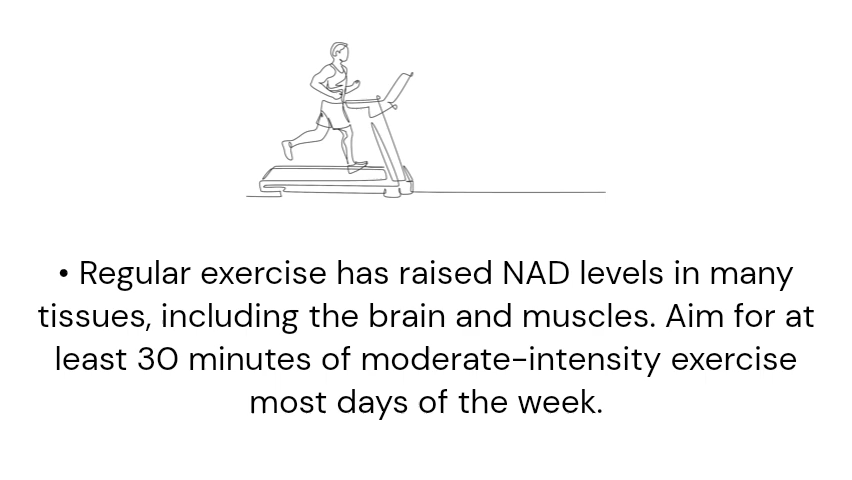 • Regular exercise has raised NAD levels in many
tissues, including the brain and muscles. Aim for at
least 30 minutes of moderate-intensity exercise
most days of the week.